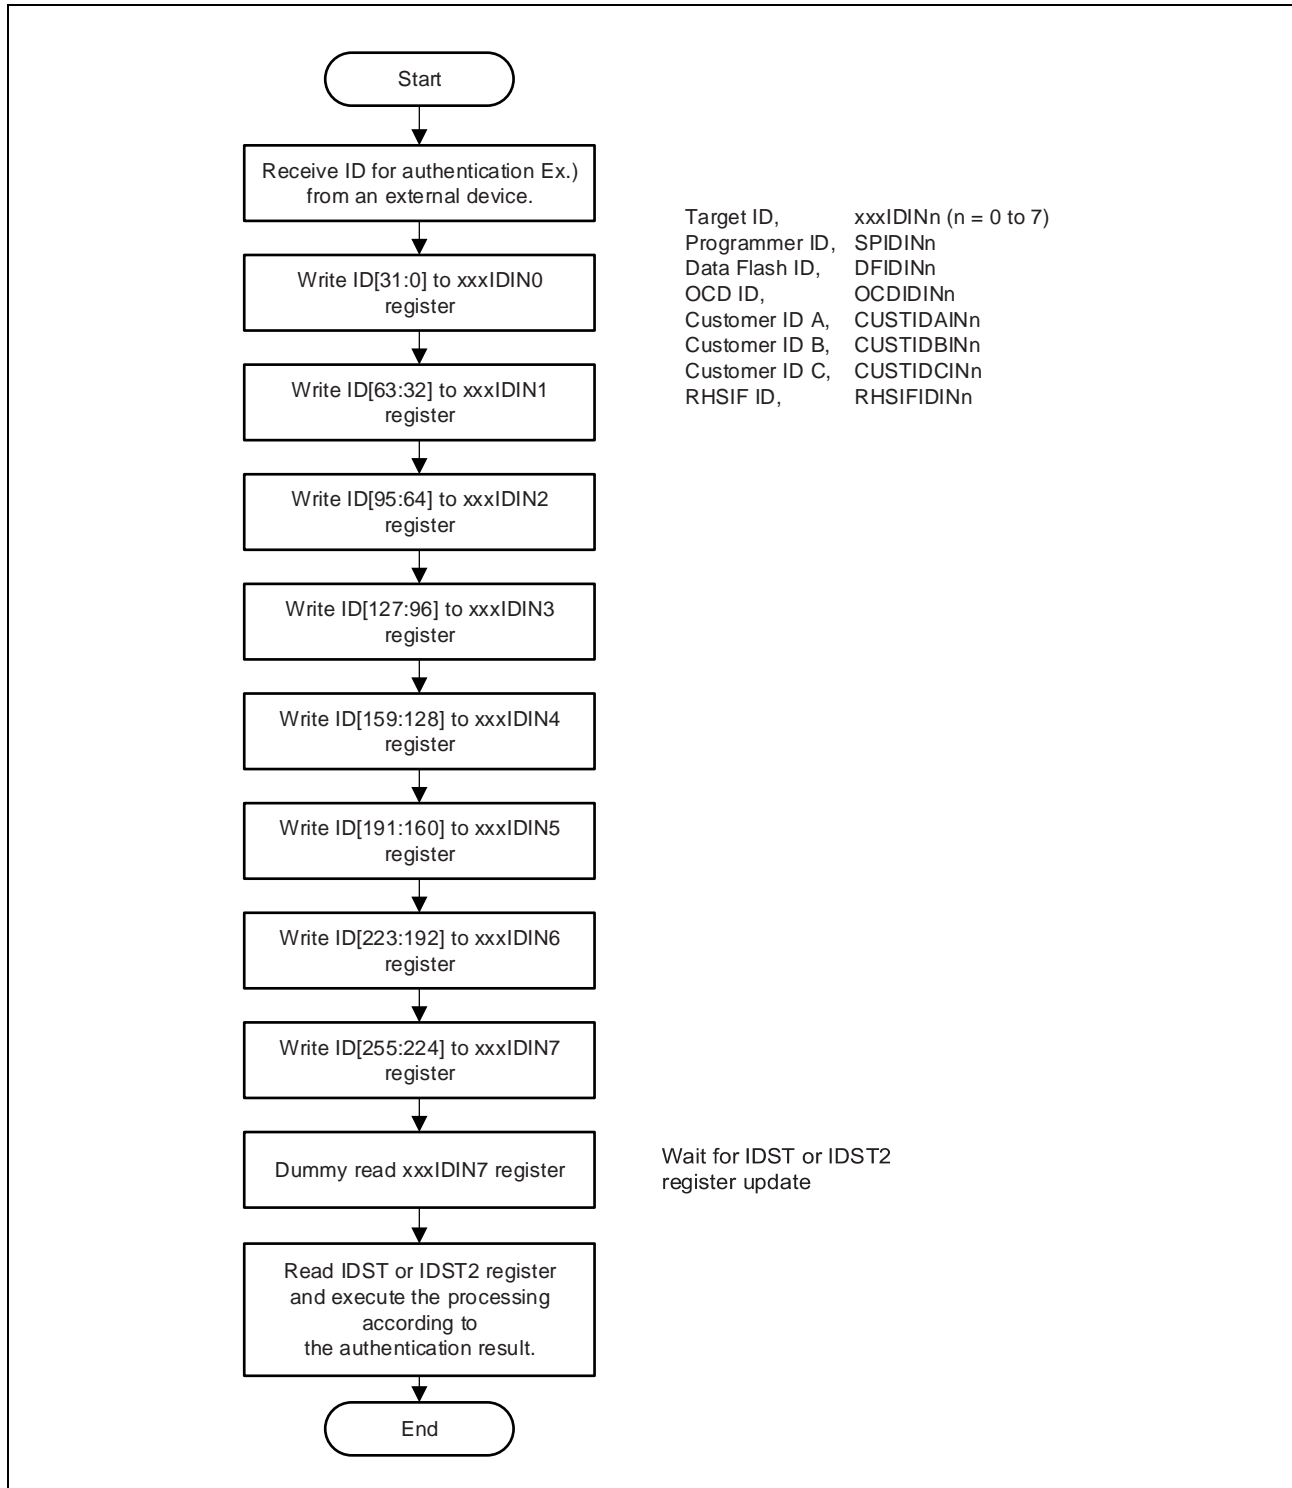 Start
Receive ID for authentication Ex.)
from an external device.
Target ID, xxxIDINn (n = 0 to 7)
Programmer ID, SPIDINn
Data Flash ID, DFIDINn
OCD ID, OCDIDINn
Customer ID A, CUSTIDAINn
Customer ID B, CUSTIDBINn
Customer ID C, CUSTIDCINn
RHSIF ID, RHSIFIDINn
Write ID[31:0] to xxxIDIN0
register
Write ID[63:32] to xxxIDIN1
register
Write ID[95:64] to xxxIDIN2
register
Write ID[127:96] to xxxIDIN3
register
Write ID[159:128] to xxxIDIN4
register
Write ID[191:160] to xxxIDIN5
register
Write ID[223:192] to xxxIDIN6
register
Write ID[255:224] to xxxIDIN7
register
Dummy read xxxIDIN7 register
Wait for IDST or IDST2
register update
Read IDST or IDST2 register
and execute the processing
according to
the authentication result.
End